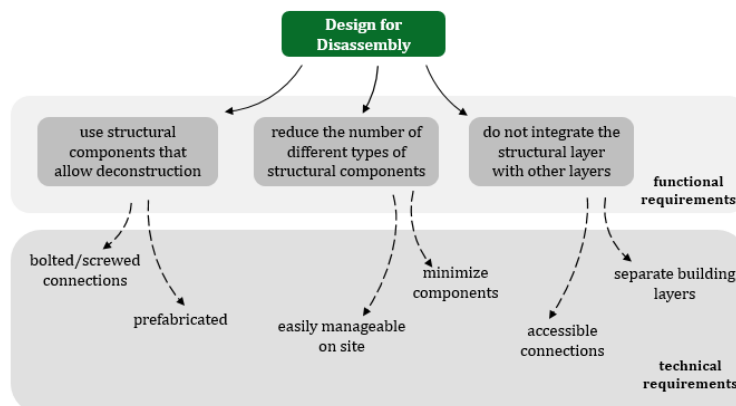 Design for
Disassembly
use structural
components that
allow deconstruction
reduce the number of
different types of
structural components
do not integrate the
structural layer
with other layers
functional
requirements
bolted/screwed
connections
prefabricated
easily manageable
on site
minimize
components
accessible
connections
separate building
layers
technical
requirements